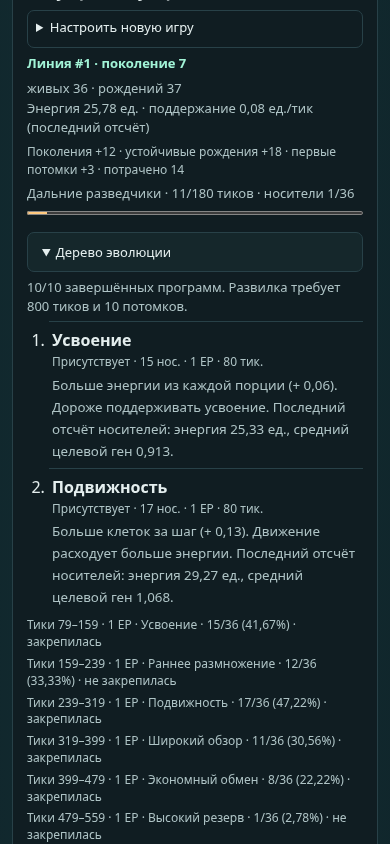 ▶ Настроить новую игру
Линия #1 · поколение 7
живых 36 · рождений 37
Энергия 25,78 ед. · поддержание 0,08 ед./тик
(последний отсчёт)
Поколения +12 · устойчивые рождения +18 · первые
потомки +3 · потрачено 14
Дальние разведчики · 11/180 тиков · носители 1/36
▼ Дерево эволюции
10/10 завершённых программ. Развилка требует
800 тиков и 10 потомков.
1. Усвоение
Присутствует · 15 нос. · 1 ЕР · 80 тик.
Больше энергии из каждой порции (+ 0,06).
Дороже поддерживать усвоение. Последний
отсчёт носителей: энергия 25,33 ед., средний
целевой ген 0,913.
2. Подвижность
Присутствует · 17 нос. · 1 ЕР · 80 тик.
Больше клеток за шаг (+ 0,13). Движение
расходует больше энергии. Последний отсчёт
носителей: энергия 29,27 ед., средний
целевой ген 1,068.
Тики 79–159 · 1 ЕР · Усвоение · 15/36 (41,67%) ·
закрепилась
Тики 159–239 · 1 ЕР · Раннее размножение · 12/36
(33,33%) · не закрепилась
Тики 239–319 · 1 ЕР · Подвижность · 17/36 (47,22%) ·
закрепилась
Тики 319–399 · 1 ЕР · Широкий обзор · 11/36 (30,56%) ·
закрепилась
Тики 399–479 · 1 ЕР · Экономный обмен · 8/36 (22,22%) ·
закрепилась
Тики 479–559 · 1 ЕР · Высокий резерв · 1/36 (2,78%) · не
закрепилась